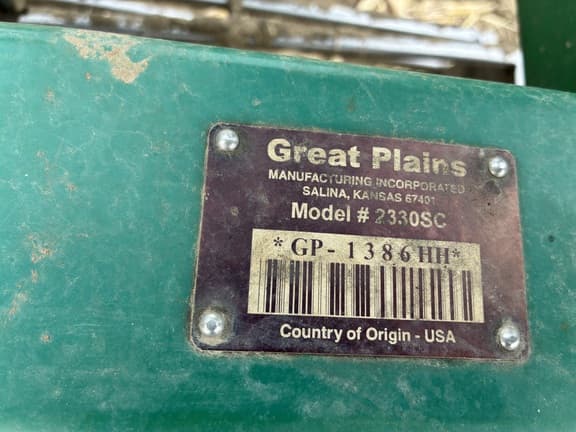 Great Plains
MANUFACTURING INCORPORATED
SALINA, KANSAS 67401
Model # 2330SC
*GP-1386HH*
Country of Origin - USA